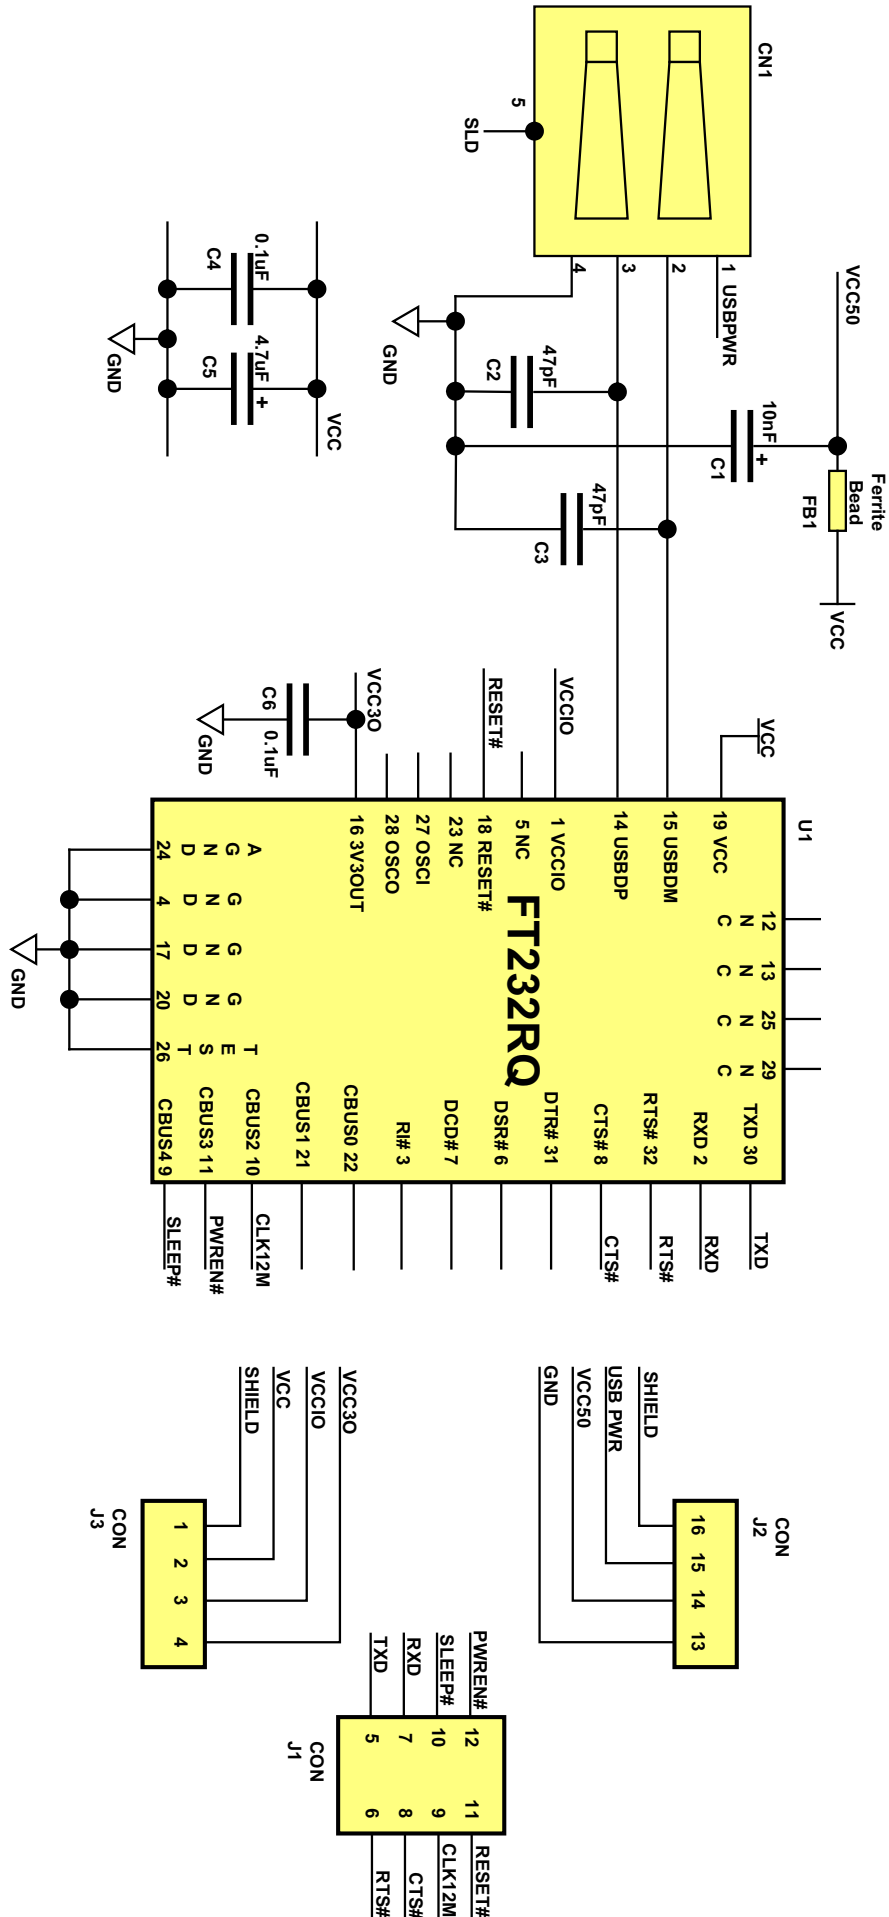 CN1
5
SLD
1 USBPWR
2
3
4
VCC50
Ferrite
Bead
FB1
VCC
10nF
+
C1
47pF
C2
47pF
C3
GND
0.1uF
C4
4.7uF
+
C5
VCC
GND
VCC
U1
VCCIO
RESET#
VCC3O
C6
0.1uF
GND
FT232RQ
19 VCC
15 USBDM
14 USBDP
1 VCCIO
5 NC
18 RESET#
23 NC
27 OSCI
28 OSCO
16 3V3OUT
12 NC
13 NC
25 NC
29 NC
24 AGND
4 GND
17 GND
20 GND
26 TEST
GND
TXD 30
RXD 2
RTS# 32
CTS# 8
DTR# 31
DSR# 6
DCD# 7
RI# 3
CBUS0 22
CBUS1 21
CBUS2 10
CBUS3 11
CBUS4 9
TXD
RXD
RTS#
CTS#
CLK12M
PWREN#
SLEEP#
CON
J2
SHIELD
USB PWR
VCC50
GND
16
15
14
13
VCC3O
VCCIO
VCC
SHIELD
1
2
3
4
CON
J3
PWREN#
SLEEP#
RXD
TXD
12
10
7
5
11
9
8
6
CON
J1
RESET#
CLK12M
CTS#
RTS#